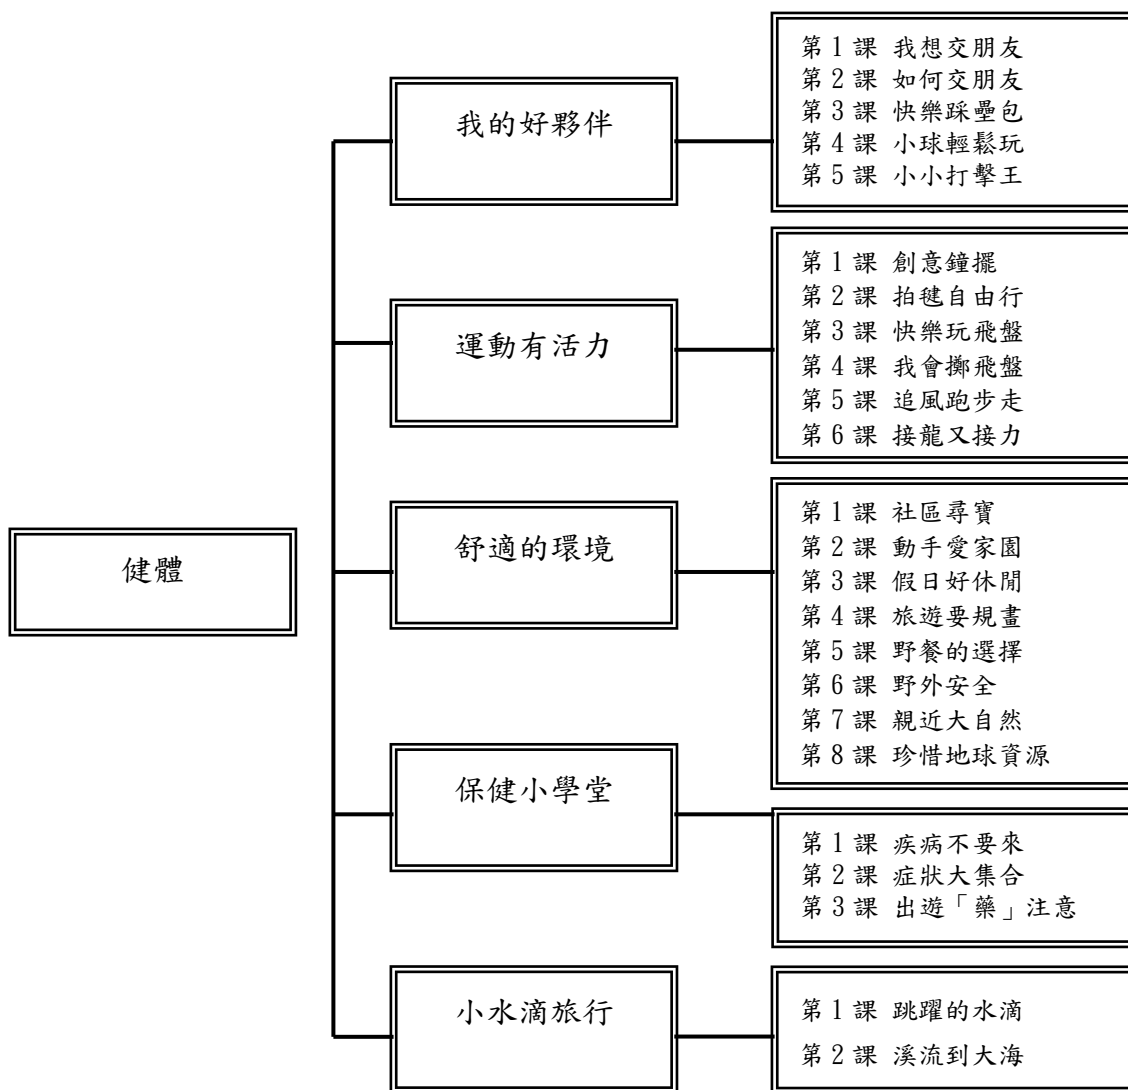 健體
我的好夥伴
第 1 課 我想交朋友
第 2 課 如何交朋友
第 3 課 快樂踩壘包
第 4 課 小球輕鬆玩
第 5 課 小小打擊王
運動有活力
第 1 課 創意鐘擺
第 2 課 拍毽自由行
第 3 課 快樂玩飛盤
第 4 課 我會擲飛盤
第 5 課 追風跑步走
第 6 課 接龍又接力
舒適的環境
第 1 課 社區尋寶
第 2 課 動手愛家園
第 3 課 假日好休閒
第 4 課 旅遊要規畫
第 5 課 野餐的選擇
第 6 課 野外安全
第 7 課 親近大自然
第 8 課 珍惜地球資源
保健小學堂
第 1 課 疾病不要來
第 2 課 症狀大集合
第 3 課 出遊「藥」注意
小水滴旅行
第 1 課 跳躍的水滴
第 2 課 溪流到大海